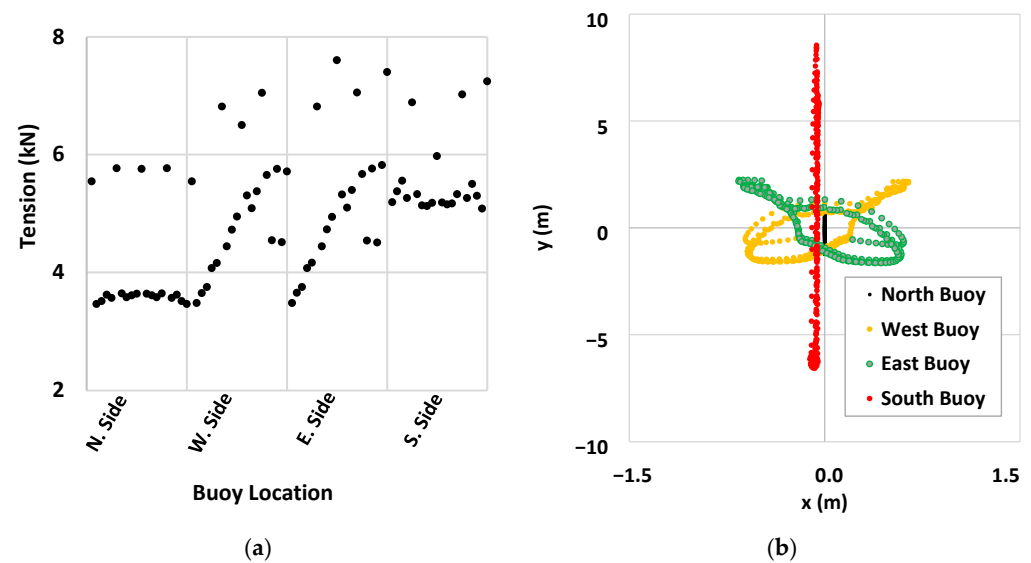 8
6
4
2
Tension (kN)
N. Side
W. Side
E. Side
S. Side
Buoy Location
(a)
10
5
0
−5
−10
y (m)
−1.5
0.0
1.5
x (m)
North Buoy
West Buoy
East Buoy
South Buoy
(b)